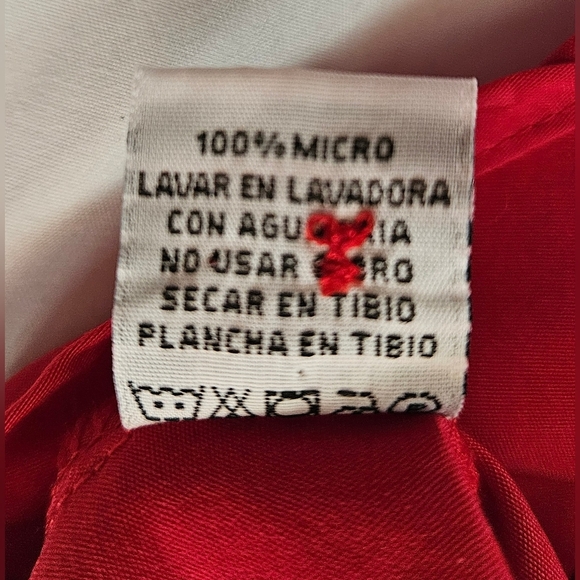 100% MICRO
LAVAR EN LAVADORA
CON
NO USAR
SECAR EN TIBIO
PLANCHA EN TIBIO